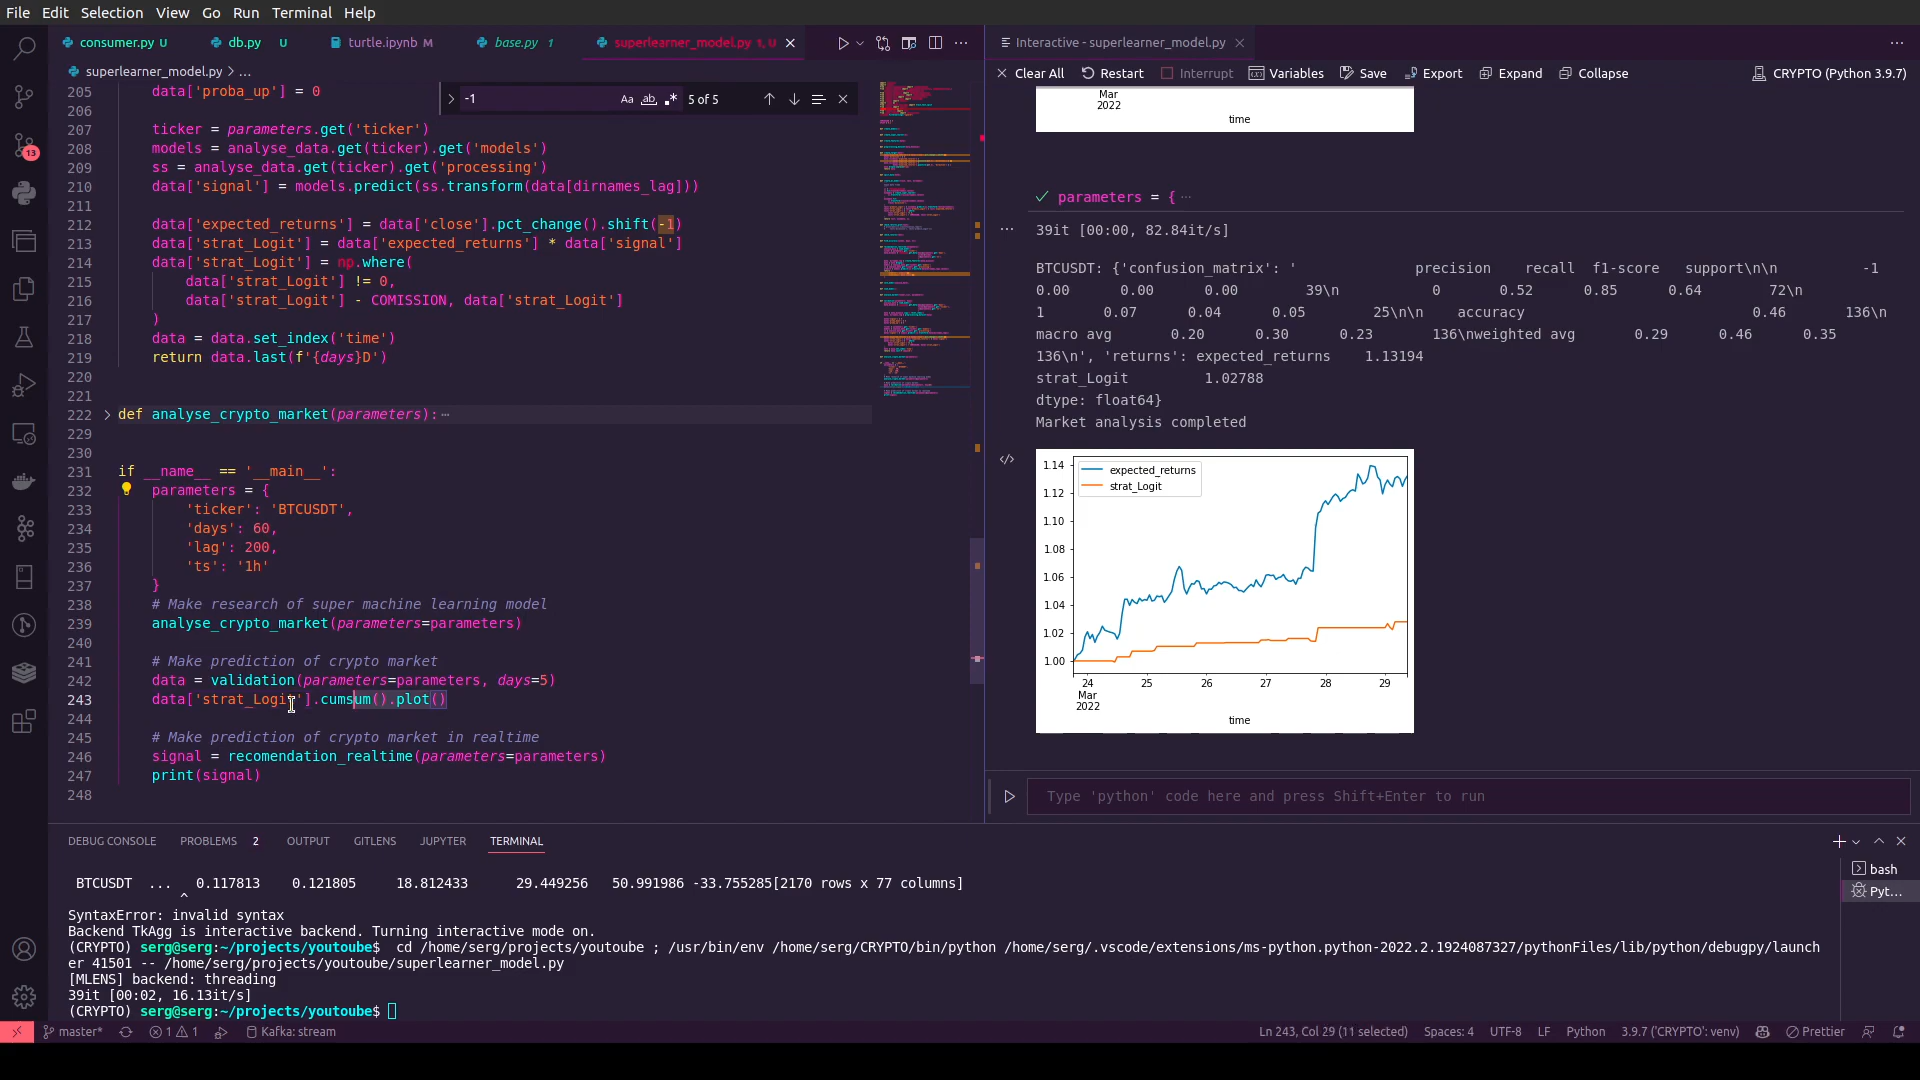 File Edit Selection View Go Run Terminal Help
consumer.py U db.py U turtle.ipynb M base.py 1 superlearner_model.py 1, U
superlearner_model.py > ...
-1 Aa ab 5 of 5
205 data['proba_up'] = 0
206
207 ticker = parameters.get('ticker')
208 models = analyse_data.get(ticker).get('models')
209 ss = analyse_data.get(ticker).get('processing')
210 data['signal'] = models.predict(ss.transform(data[dirnames_lag]))
211
212 data['expected_returns'] = data['close'].pct_change().shift(-1)
213 data['strat_Logit'] = data['expected_returns'] * data['signal']
214 data['strat_Logit'] = np.where(
215 data['strat_Logit'] != 0,
216 data['strat_Logit'] - COMISSION, data['strat_Logit']
217 )
218 data = data.set_index('time')
219 return data.last(f'{days}D')
220
221
222 def analyse_crypto_market(parameters): ...
229
230
231 if __name__ == '__main__':
232 parameters = {
233 'ticker': 'BTCUSDT',
234 'days': 60,
235 'lag': 200,
236 'ts': '1h'
237 }
238 # Make research of super machine learning model
239 analyse_crypto_market(parameters=parameters)
240
241 # Make prediction of crypto market
242 data = validation(parameters=parameters, days=5)
243 data['strat_Logit'].cumsum().plot()
244
245 # Make prediction of crypto market in realtime
246 signal = recomendation_realtime(parameters=parameters)
247 print(signal)
248
Interactive - superlearner_model.py
Clear All Restart Interrupt Variables Save Export Expand Collapse CRYPTO (Python 3.9.7)
Mar
2022
time
parameters = { ...
39it [00:00, 82.84it/s]
BTCUSDT: {'confusion_matrix': ' precision recall f1-score support\n\n -1
0.00 0.00 0.00 39\n 0 0.52 0.85 0.64 72\n
1 0.07 0.04 0.05 25\n\n accuracy 0.46 136\n
macro avg 0.20 0.30 0.23 136\nweighted avg 0.29 0.46 0.35
136\n', 'returns': expected_returns 1.13194
strat_Logit 1.02788
dtype: float64}
Market analysis completed
expected_returns
strat_Logit
1.14
1.12
1.10
1.08
1.06
1.04
1.02
1.00
24 25 26 27 28 29
Mar
2022
time
Type 'python' code here and press Shift+Enter to run
DEBUG CONSOLE PROBLEMS 2 OUTPUT GITLENS JUPYTER TERMINAL
bash
Pyt...
BTCUSDT ... 0.117813 0.121805 18.812433 29.449256 50.991986 -33.755285[2170 rows x 77 columns]
^
SyntaxError: invalid syntax
Backend TkAgg is interactive backend. Turning interactive mode on.
(CRYPTO) serg@serg:~/projects/youtoube$ cd /home/serg/projects/youtoube ; /usr/bin/env /home/serg/CRYPTO/bin/python /home/serg/.vscode/extensions/ms-python.python-2022.2.1924087327/pythonFiles/lib/python/debugpy/launch
er 41501 -- /home/serg/projects/youtoube/superlearner_model.py
[MLENS] backend: threading
39it [00:02, 16.13it/s]
(CRYPTO) serg@serg:~/projects/youtoube$
13
master* 1 1 Kafka: stream Ln 243, Col 29 (11 selected) Spaces: 4 UTF-8 LF Python 3.9.7 ('CRYPTO': venv) Prettier